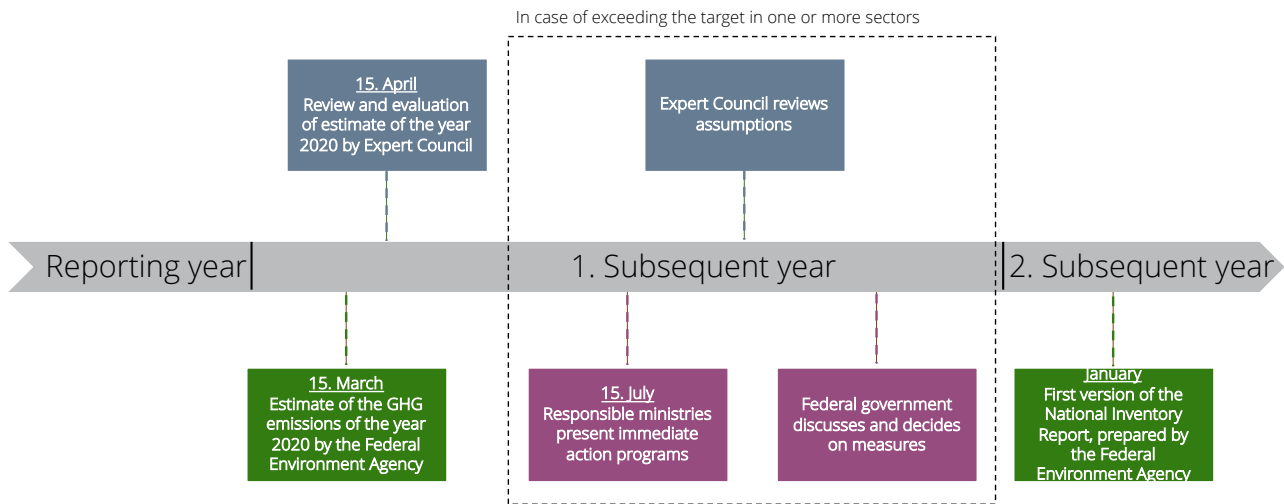 In case of exceeding the target in one or more sectors
15. April
Review and evaluation
of estimate of the year
2020 by Expert Council
Expert Council reviews
assumptions
Reporting year
1. Subsequent year
2. Subsequent year
15. March
Estimate of the GHG
emissions of the year
2020 by the Federal
Environment Agency
15. July
Responsible ministries
present immediate
action programs
Federal government
discusses and decides
on measures
January
First version of the
National Inventory
Report, prepared by
the Federal
Environment Agency